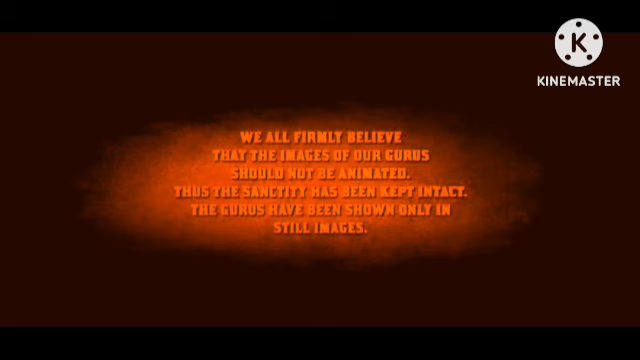 KINEMASTER
WE ALL FIRMLY BELIEVE
THAT THE IMAGES OF OUR GURUS
SHOULD NOT BE ANIMATED.
THUS THE SANCTITY HAS BEEN KEPT INTACT.
THE GURUS HAVE BEEN SHOWN ONLY IN
STILL IMAGES.